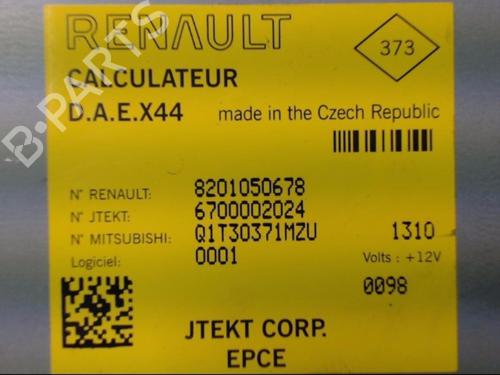 RENAULT
373
CALCULATEUR
D.A.E.X44 made in the Czech Republic
N° RENAULT: 8201050678
N° JTEKT: 6700002024
N° MITSUBISHI: Q1T30371MZU 1310
Logiciel: 0001 Volts : +12V
0098
JTEKT CORP.
EPCE
B-PARTS